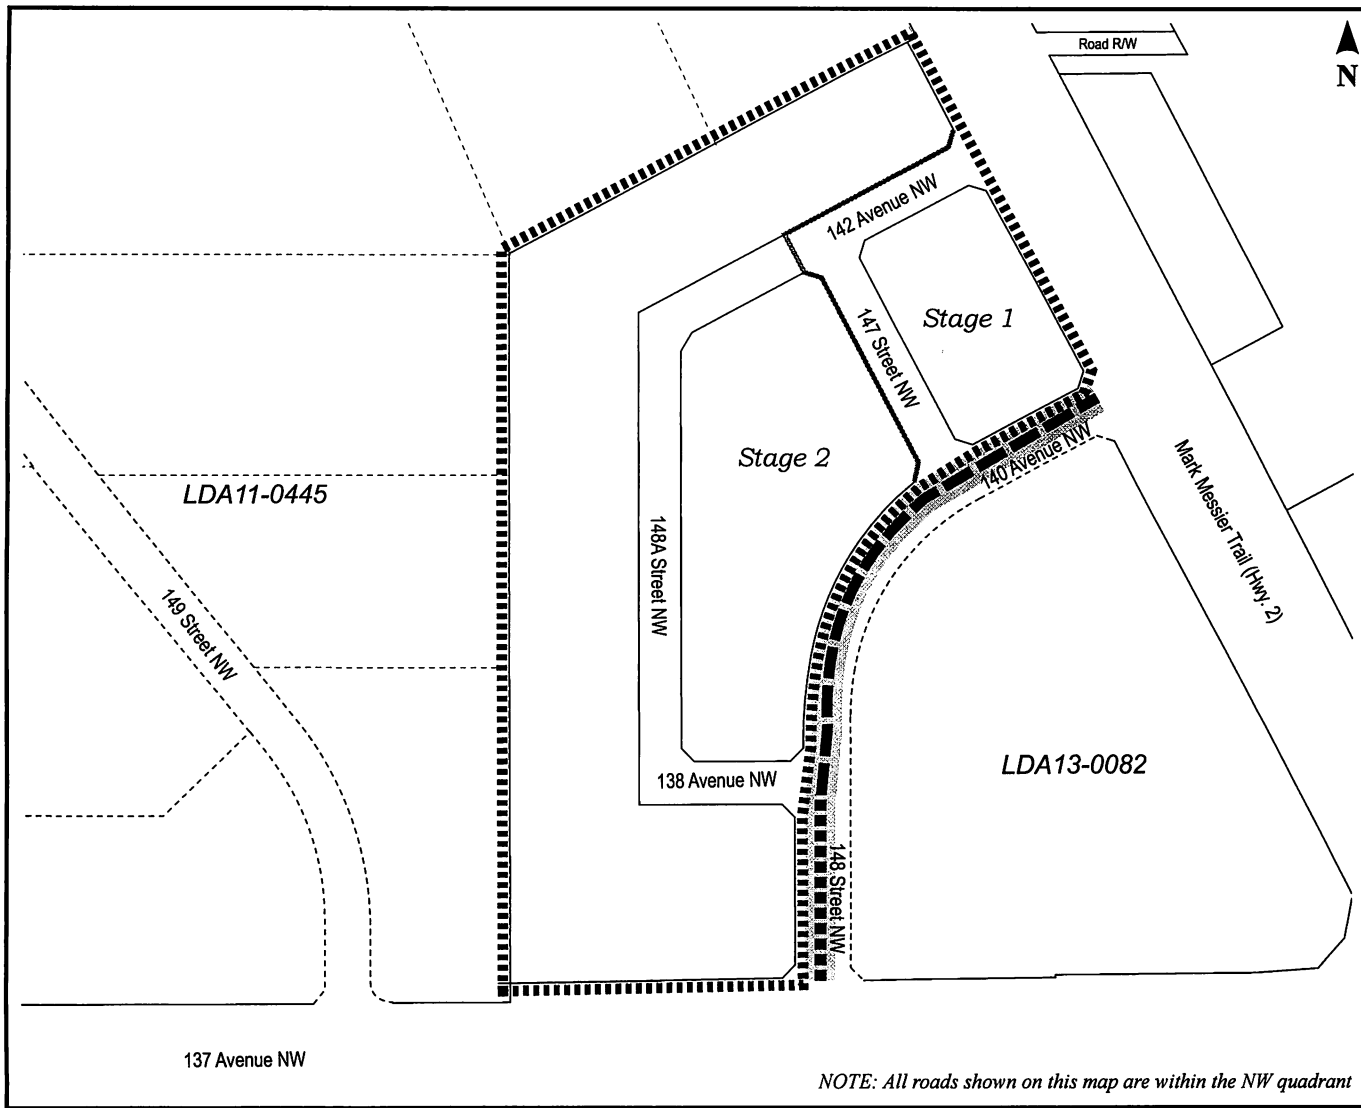 Road R/W
N
142 Avenue NW
Stage 1
147 Street NW
140 Avenue NW
Stage 2
Mark Messier Trail (Hwy. 2)
LDA11-0445
148A Street NW
149 Street NW
LDA13-0082
138 Avenue NW
148 Street NW
137 Avenue NW
NOTE: All roads shown on this map are within the NW quadrant